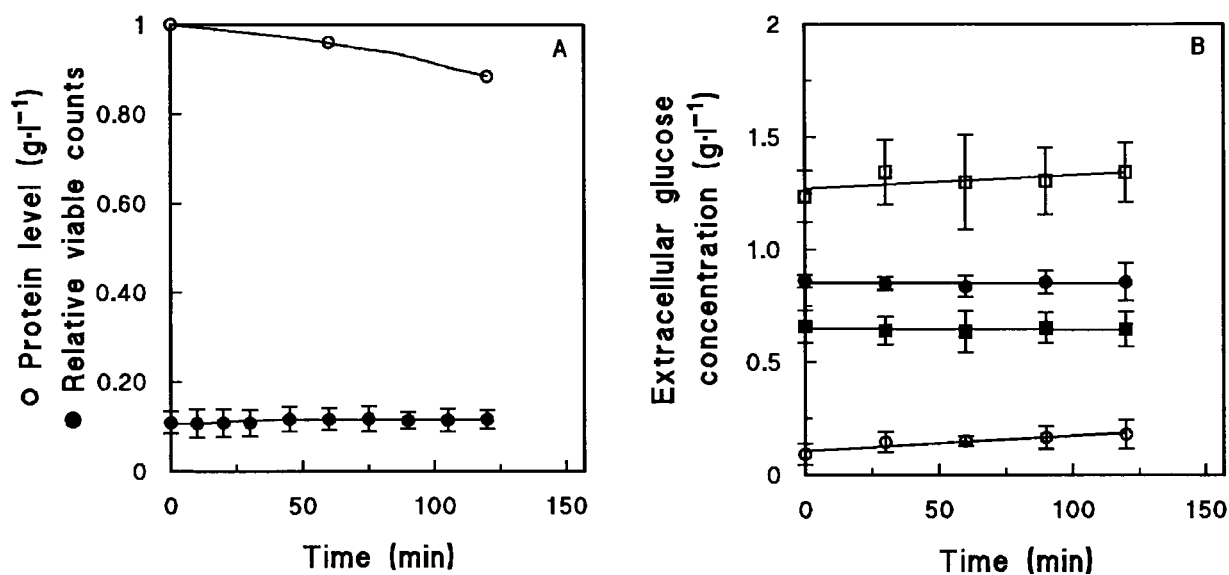 ○ Protein level (g·l⁻¹)
● Relative viable counts
1
0.80
0.60
0.40
0.20
0
A
0
50
100
150
Time (min)
Extracellular glucose
concentration (g·l⁻¹)
2
1.5
1.0
0.5
0
B
0
50
100
150
Time (min)